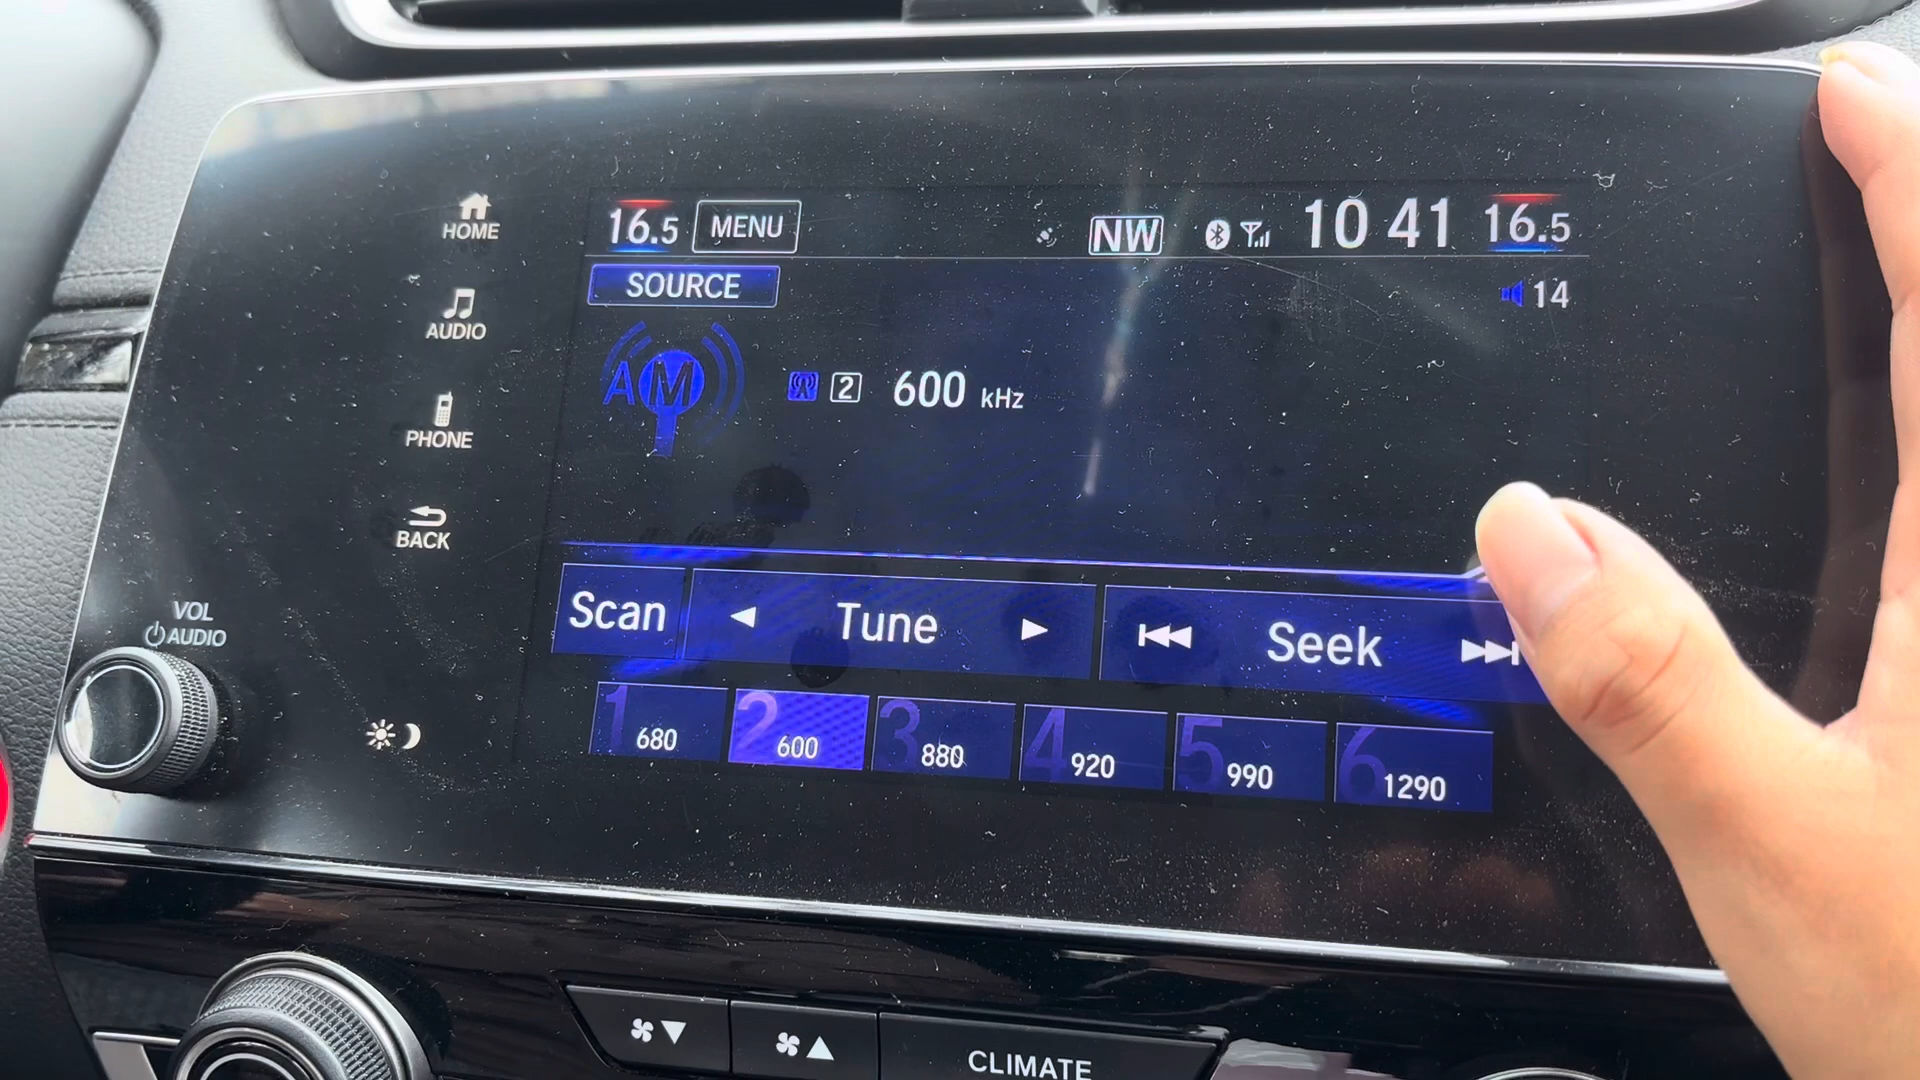 HOME
AUDIO
PHONE
BACK
VOL
AUDIO
16.5 MENU NW 10 41 16.5
SOURCE 14
AM 2 600 kHz
Scan Tune Seek
1 680 2 600 3 880 4 920 5 990 6 1290
CLIMATE